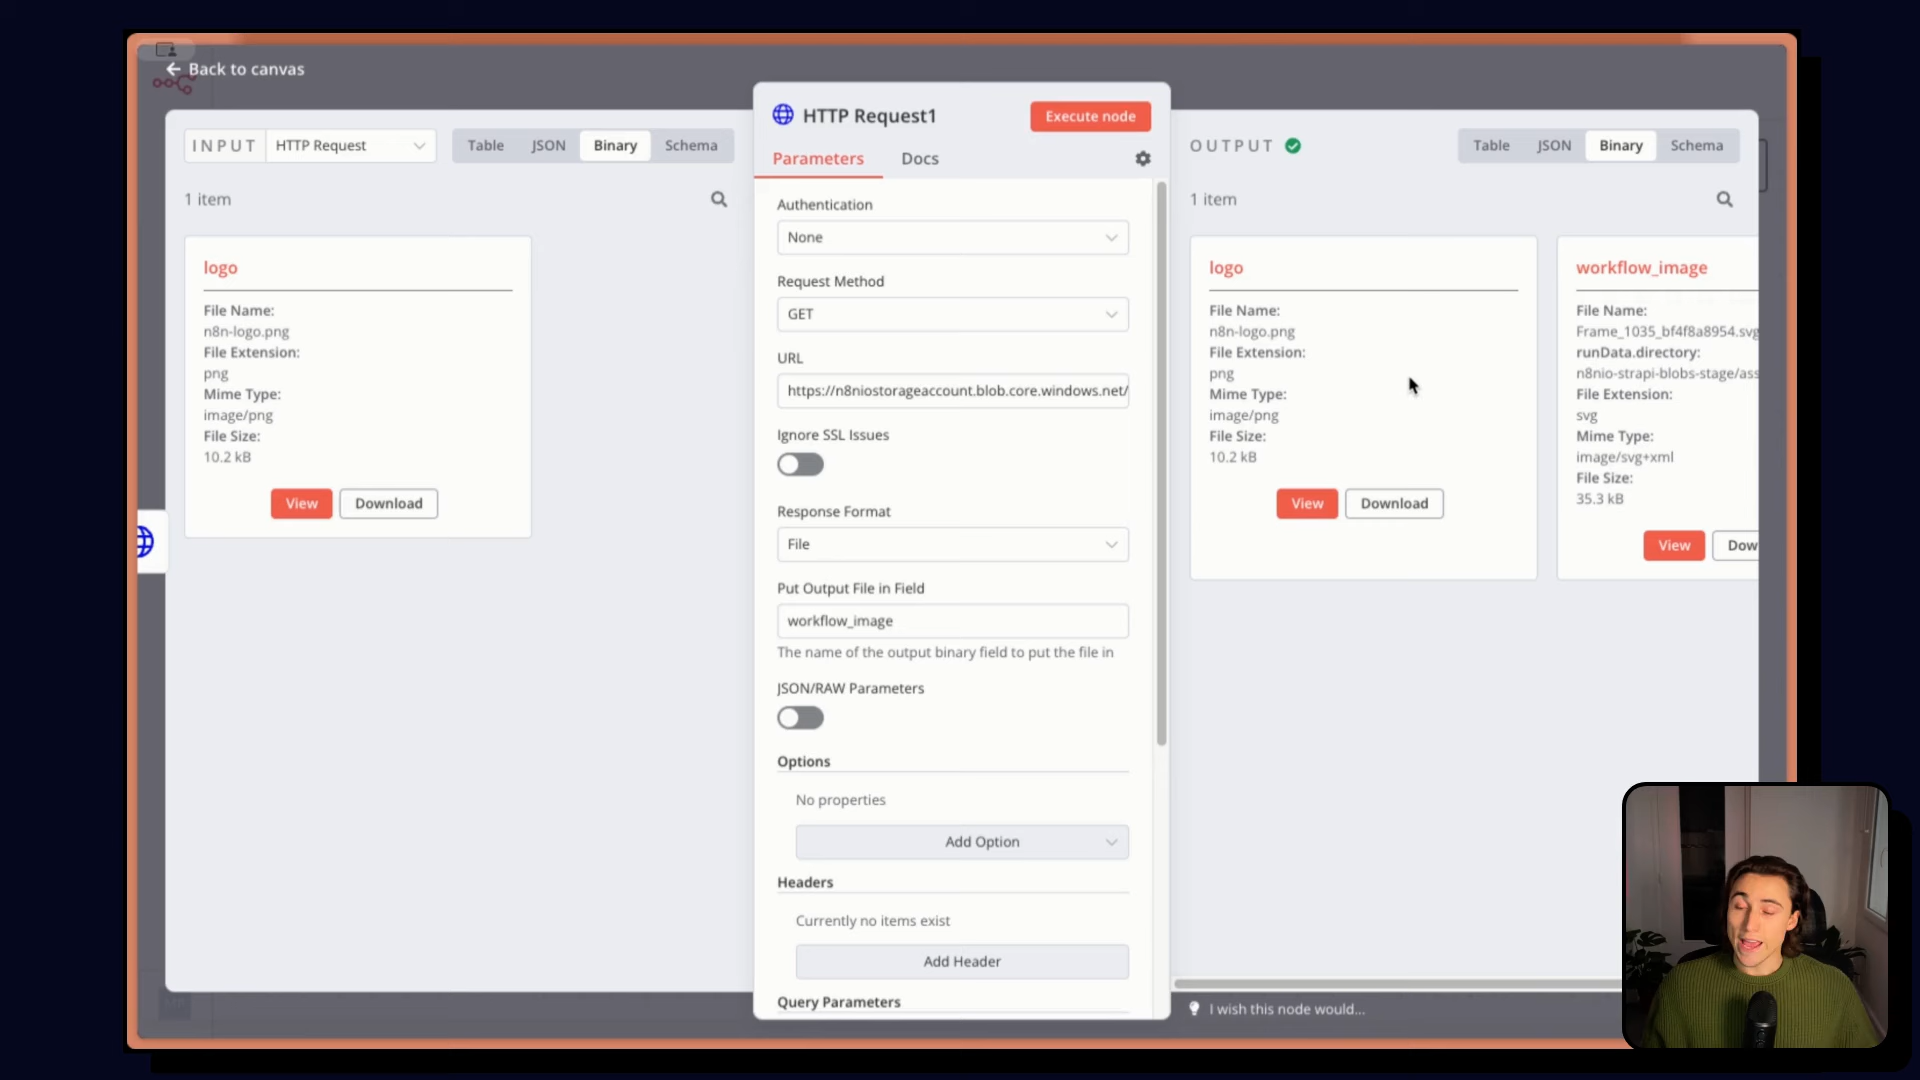 Back to canvas
INPUT
HTTP Request
Table
JSON
Binary
Schema
1 item
logo
File Name:
n8n-logo.png
File Extension:
png
Mime Type:
image/png
File Size:
10.2 kB
View
Download
HTTP Request1
Execute node
Parameters
Docs
Authentication
None
Request Method
GET
URL
https://n8niostorageaccount.blob.core.windows.net/
Ignore SSL Issues
Response Format
File
Put Output File in Field
workflow_image
The name of the output binary field to put the file in
JSON/RAW Parameters
Options
No properties
Add Option
Headers
Currently no items exist
Add Header
Query Parameters
OUTPUT
Table
JSON
Binary
Schema
1 item
logo
File Name:
n8n-logo.png
File Extension:
png
Mime Type:
image/png
File Size:
10.2 kB
View
Download
workflow_image
File Name:
Frame_1035_bf4f8a8954.svg
runData.directory:
n8nio-strapi-blobs-stage/ass
File Extension:
svg
Mime Type:
image/svg+xml
File Size:
35.3 kB
View
Dow
I wish this node would...